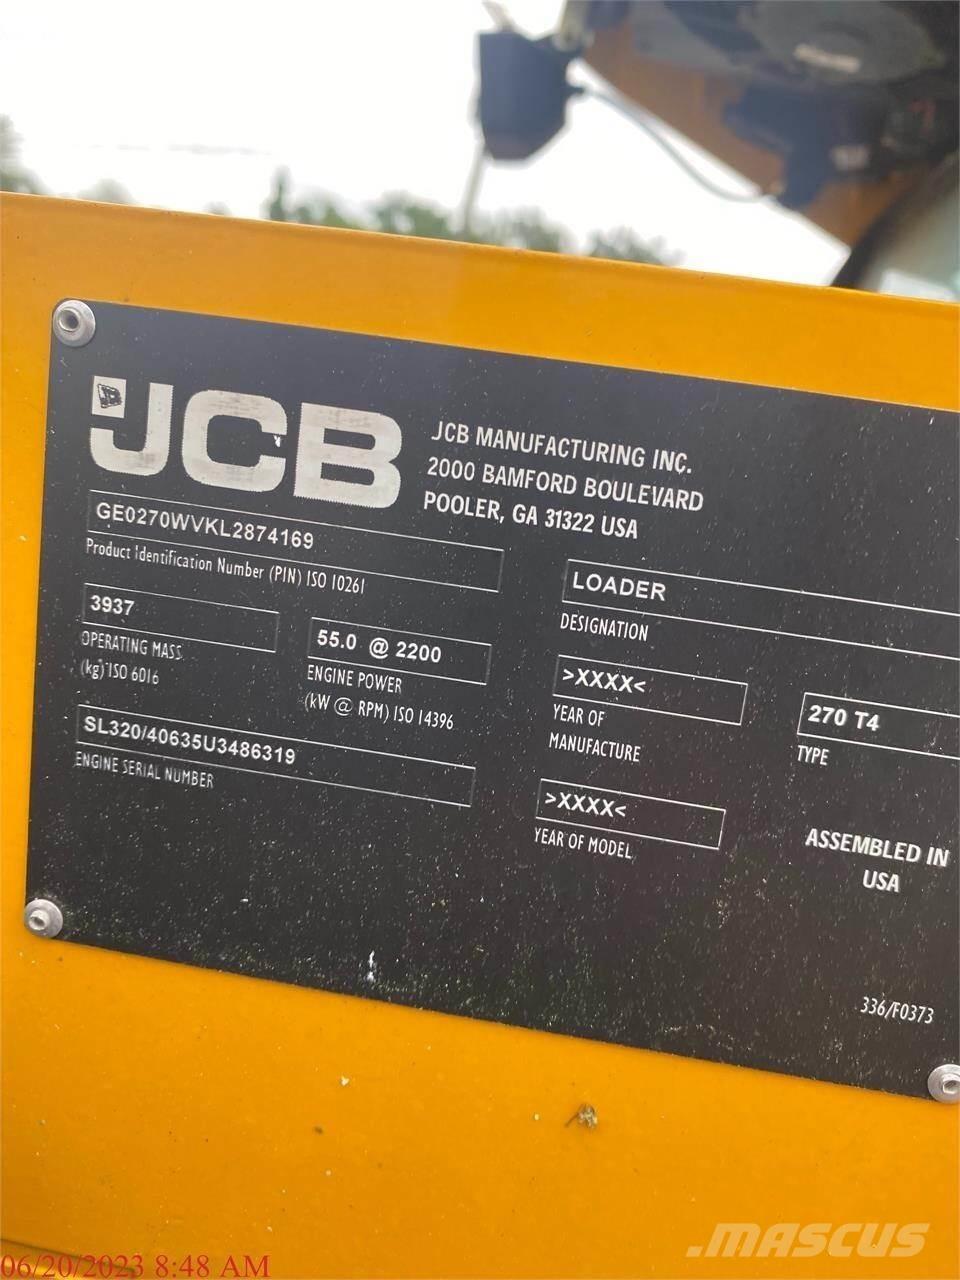 JCB
JCB MANUFACTURING INC.
2000 BAMFORD BOULEVARD
POOLER, GA 31322 USA
GE0270WVKL2874169
Product Identification Number (PIN) ISO 10261
3937
OPERATING MASS
(kg) ISO 6016
55.0 @ 2200
ENGINE POWER
(kW @ RPM) ISO 14396
SL320/40635U3486319
ENGINE SERIAL NUMBER
LOADER
DESIGNATION
>XXXX<
YEAR OF
MANUFACTURE
270 T4
TYPE
>XXXX<
YEAR OF MODEL
ASSEMBLED IN
USA
336/F0373
.MASCUS
06/20/2023 8:48 AM